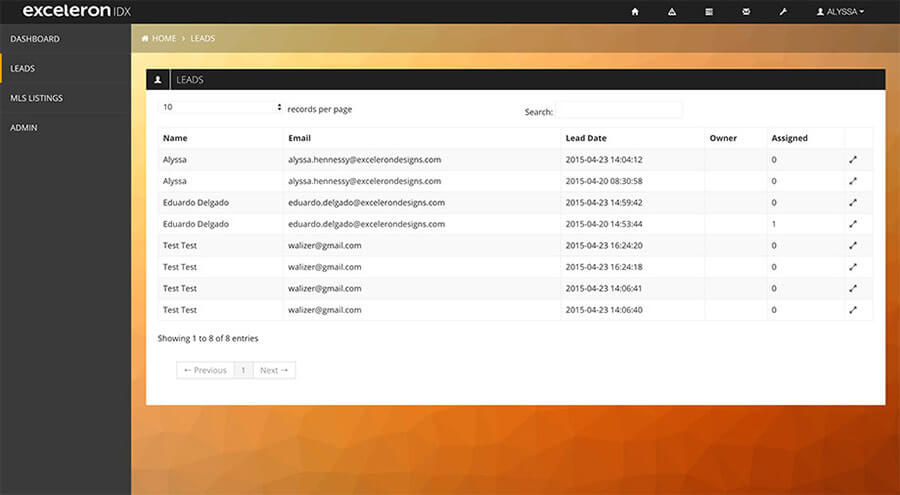 exceleron IDX
ALYSSA
DASHBOARD
LEADS
MLS LISTINGS
ADMIN
HOME > LEADS
LEADS
10 records per page Search:
Name Email Lead Date Owner Assigned
Alyssa alyssa.hennessy@excelerondesigns.com 2015-04-23 14:04:12 0
Alyssa alyssa.hennessy@excelerondesigns.com 2015-04-20 08:30:58 0
Eduardo Delgado eduardo.delgado@excelerondesigns.com 2015-04-23 14:59:42 0
Eduardo Delgado eduardo.delgado@excelerondesigns.com 2015-04-20 14:53:44 1
Test Test walizer@gmail.com 2015-04-23 16:24:20 0
Test Test walizer@gmail.com 2015-04-23 16:24:18 0
Test Test walizer@gmail.com 2015-04-23 14:06:41 0
Test Test walizer@gmail.com 2015-04-23 14:06:40 0
Showing 1 to 8 of 8 entries
← Previous 1 Next →